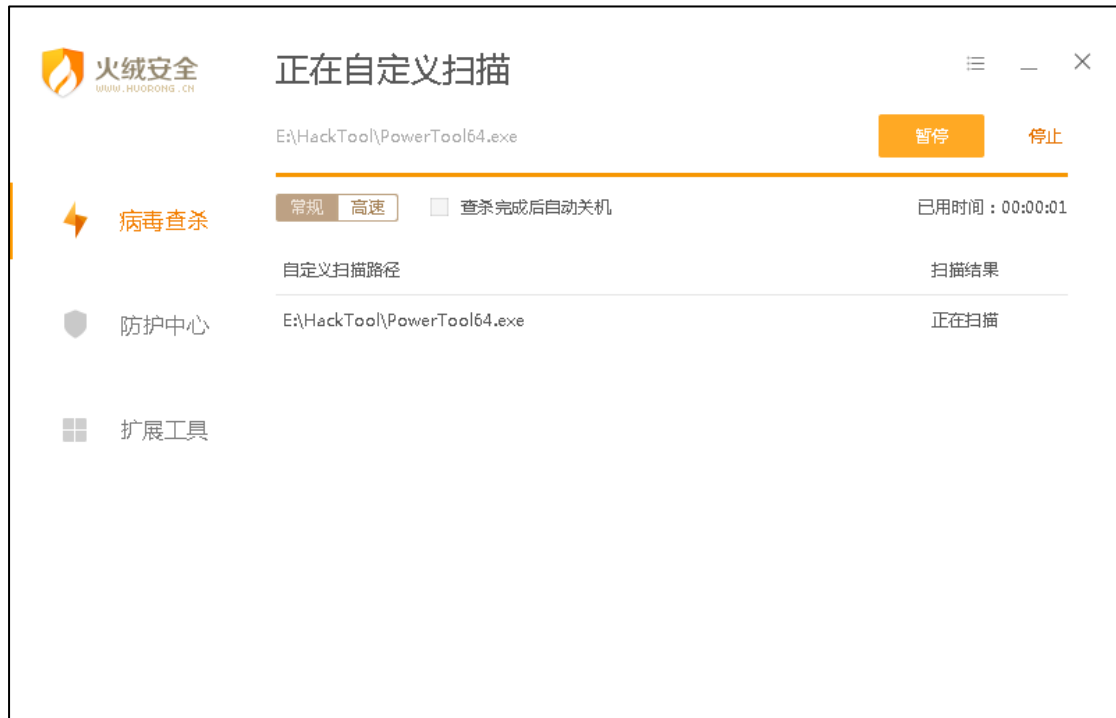 火绒安全
WWW.HUORONG.CN
正在自定义扫描
E:\HackTool\PowerTool64.exe
暂停
停止
常规 高速
查杀完成后自动关机
已用时间：00:00:01
病毒查杀
自定义扫描路径 扫描结果
E:\HackTool\PowerTool64.exe 正在扫描
防护中心
扩展工具